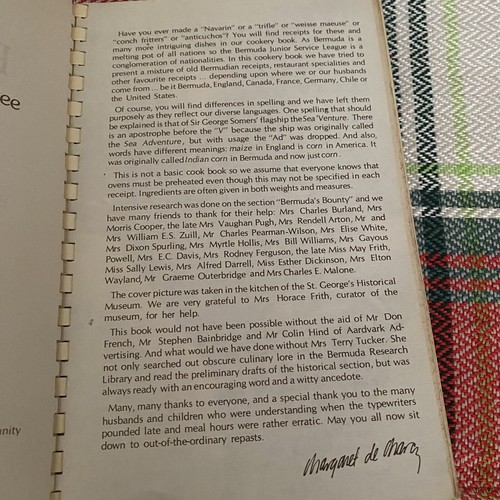 Have you ever made a "Navarin" or a "trifle" or "weisse maeuse" or
"conch fritters" or "anticuchos"? You will find receipts for these and
many more intriguing dishes in our cookery book. As Bermuda is a
melting pot of all nations so the Bermuda Junior Service League is a
conglomeration of nationalities. In this cookery book we have tried to
present a mixture of old Bermudian receipts, restaurant specialities and
other favourite receipts ... depending upon where we or our husbands
come from ... be it Bermuda, England, Canada, France, Germany, Chile or
the United States.
Of course, you will find differences in spelling and we have left them
purposely as they reflect our diverse languages. One spelling that should
be explained is that of Sir George Somers' flagship the Sea 'Venture. There
is an apostrophe before the "V" because the ship was originally called
the Sea Adventure, but with usage the "Ad" was dropped. And also,
words have different meanings: maize in England is corn in America. It
was originally called Indian corn in Bermuda and now just corn.
This is not a basic cook book so we assume that everyone knows that
ovens must be preheated even though this may not be specified in each
receipt. Ingredients are often given in both weights and measures.
Intensive research was done on the section "Bermuda's Bounty" and we
have many friends to thank for their help: Mrs Charles Burland, Mrs
Morris Cooper, the late Mrs Vaughan Pugh, Mrs Rendell Arton, Mr and
Mrs William E.S. Zuill, Mr Charles Pearman-Wilson, Mrs Elise White,
Mrs Dixon Spurling, Mrs Myrtle Hollis, Mrs Bill Williams, Mrs Gayous
Powell, Mrs E.C. Davis, Mrs Rodney Ferguson, the late Miss May Frith,
Miss Sally Lewis, Mrs Alfred Darrell, Miss Esther Dickinson, Mrs Elton
Wayland, Mr Graeme Outerbridge and Mrs Charles E. Malone.
The cover picture was taken in the kitchen of the St. George's Historical
Museum. We are very grateful to Mrs Horace Frith, curator of the
museum, for her help.
This book would not have been possible without the aid of Mr Don
French, Mr Stephen Bainbridge and Mr Colin Hind of Aardvark Ad-
vertising. And what would we have done without Mrs Terry Tucker. She
not only searched out obscure culinary lore in the Bermuda Research
Library and read the preliminary drafts of the historical section, but was
always ready with an encouraging word and a witty anecdote.
Many, many thanks to everyone, and a special thank you to the many
husbands and children who were understanding when the typewriters
pounded late and meal hours were rather erratic. May you all now sit
down to out-of-the-ordinary repasts.
Margaret de
ee
anity